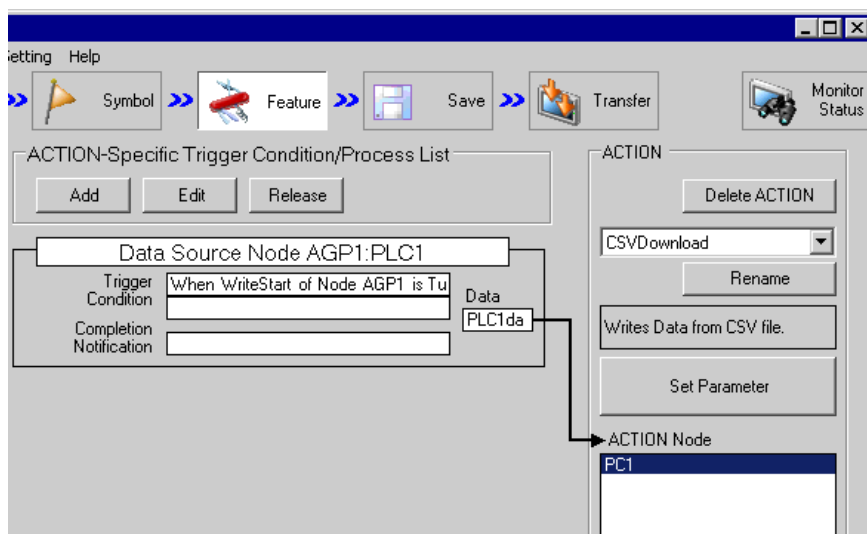 Setting Help
Symbol Feature Save Transfer Monitor Status
ACTION-Specific Trigger Condition/Process List
Add Edit Release
Data Source Node AGP1:PLC1
Trigger Condition
When WriteStart of Node AGP1 is Tu
Data
PLC1da
Completion Notification
ACTION
Delete ACTION
CSVDownload
Rename
Writes Data from CSV file.
Set Parameter
ACTION Node
PC1